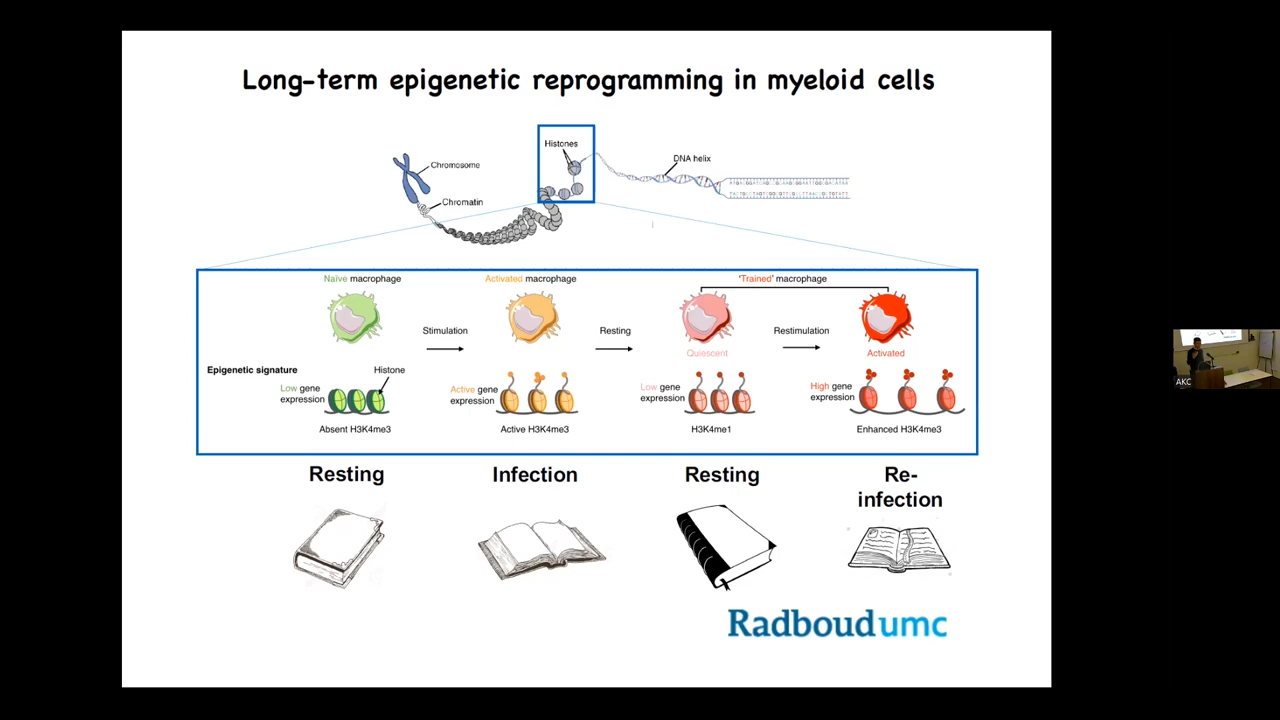 Long-term epigenetic reprogramming in myeloid cells
Histones
Chromosome
DNA helix
Chromatin
Naïve macrophage
Activated macrophage
'Trained' macrophage
Stimulation
Resting
Restimulation
Quiescent
Activated
Epigenetic signature
Histone
Low gene
expression
Active gene
expression
Low gene
expression
High gene
expression
Absent H3K4me3
Active H3K4me3
H3K4me1
Enhanced H3K4me3
Resting
Infection
Resting
Re-
infection
Radboudumc
AKC